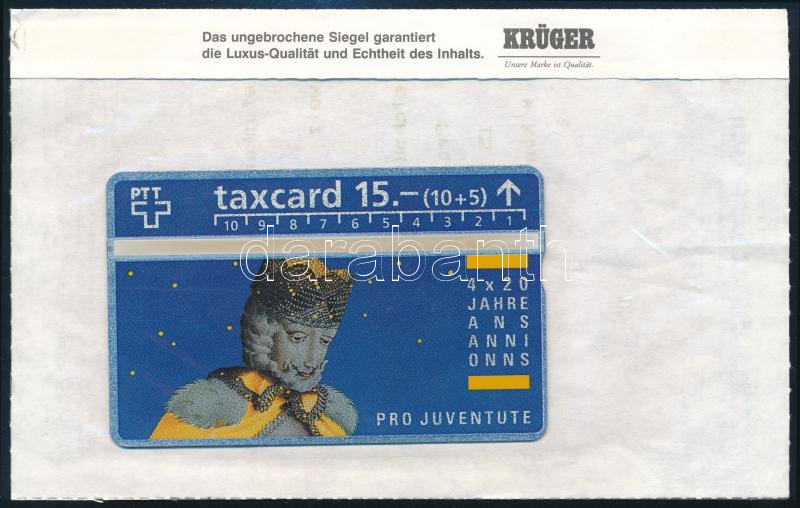 Das ungebrochene Siegel garantiert
die Luxus-Qualität und Echtheit des Inhalts.
KRÜGER
Unsere Marke ist Qualität.
PTT
taxcard 15.– (10+5) ↑
10 9 8 7 6 5 4 3 2 1
darabanth
4 x 20
JAHRE
ANS
ANNI
ONNS
PRO JUVENTUTE